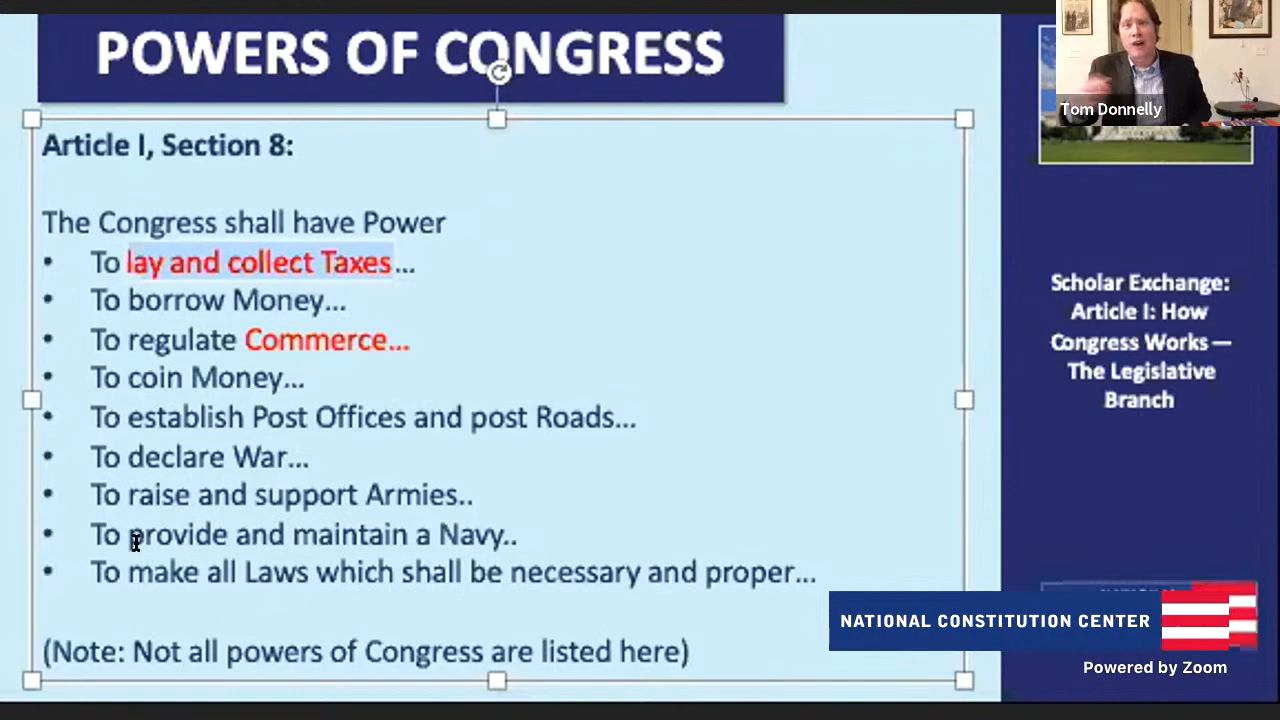 POWERS OF CONGRESS
Tom Donnelly
Article I, Section 8:
The Congress shall have Power
• To lay and collect Taxes...
• To borrow Money...
• To regulate Commerce...
• To coin Money...
• To establish Post Offices and post Roads...
• To declare War...
• To raise and support Armies..
• To provide and maintain a Navy..
• To make all Laws which shall be necessary and proper...
(Note: Not all powers of Congress are listed here)
Scholar Exchange:
Article I: How
Congress Works —
The Legislative
Branch
NATIONAL CONSTITUTION CENTER
Powered by Zoom